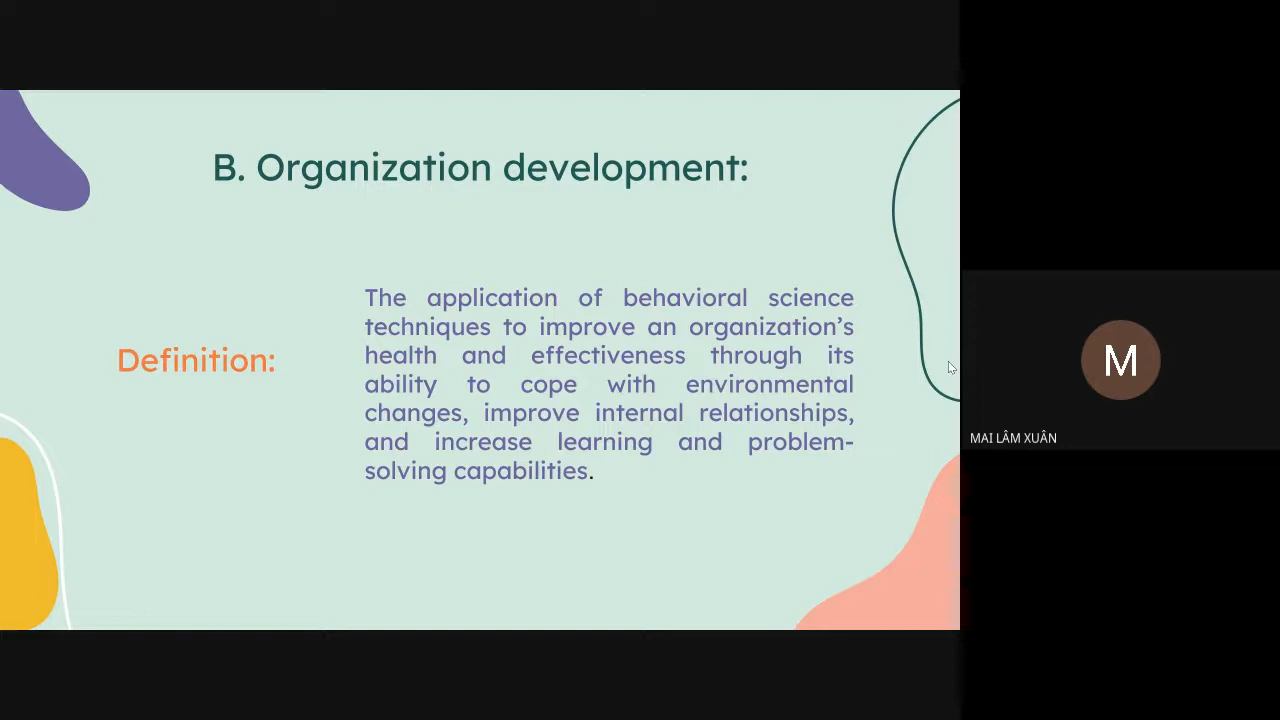 B. Organization development:
Definition:
The application of behavioral science
techniques to improve an organization’s
health and effectiveness through its
ability to cope with environmental
changes, improve internal relationships,
and increase learning and problem-
solving capabilities.
M
MAI LÂM XUÂN